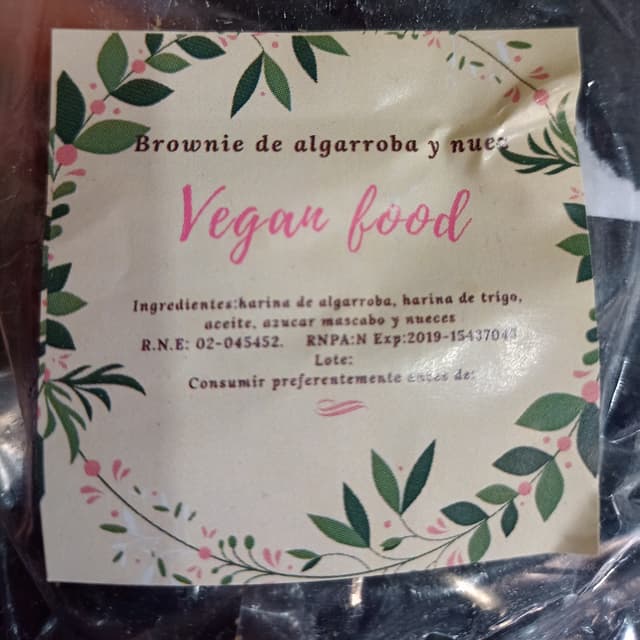 Brownie de algarroba y nues
Vegan food
Ingredientes:harina de algarroba, harina de trigo,
aceite, azucar mascabo y nueces
R.N.E: 02-045452. RNPA:N Exp:2019-15437048
Lote:
Consumir preferentemente antes de: